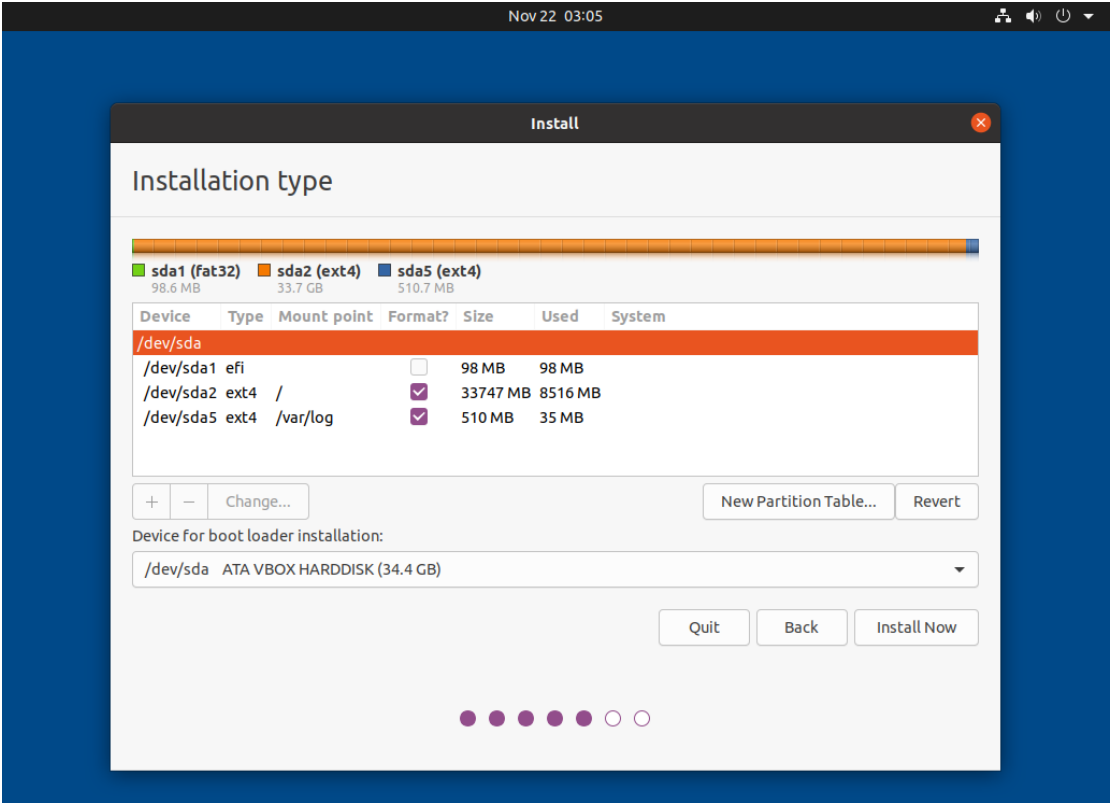 Nov 22 03:05
Install
Installation type
sda1 (fat32) sda2 (ext4) sda5 (ext4)
98.6 MB 33.7 GB 510.7 MB
Device Type Mount point Format? Size Used System
/dev/sda
/dev/sda1 efi 98 MB 98 MB
/dev/sda2 ext4 / 33747 MB 8516 MB
/dev/sda5 ext4 /var/log 510 MB 35 MB
+ − Change... New Partition Table... Revert
Device for boot loader installation:
/dev/sda ATA VBOX HARDDISK (34.4 GB)
Quit Back Install Now